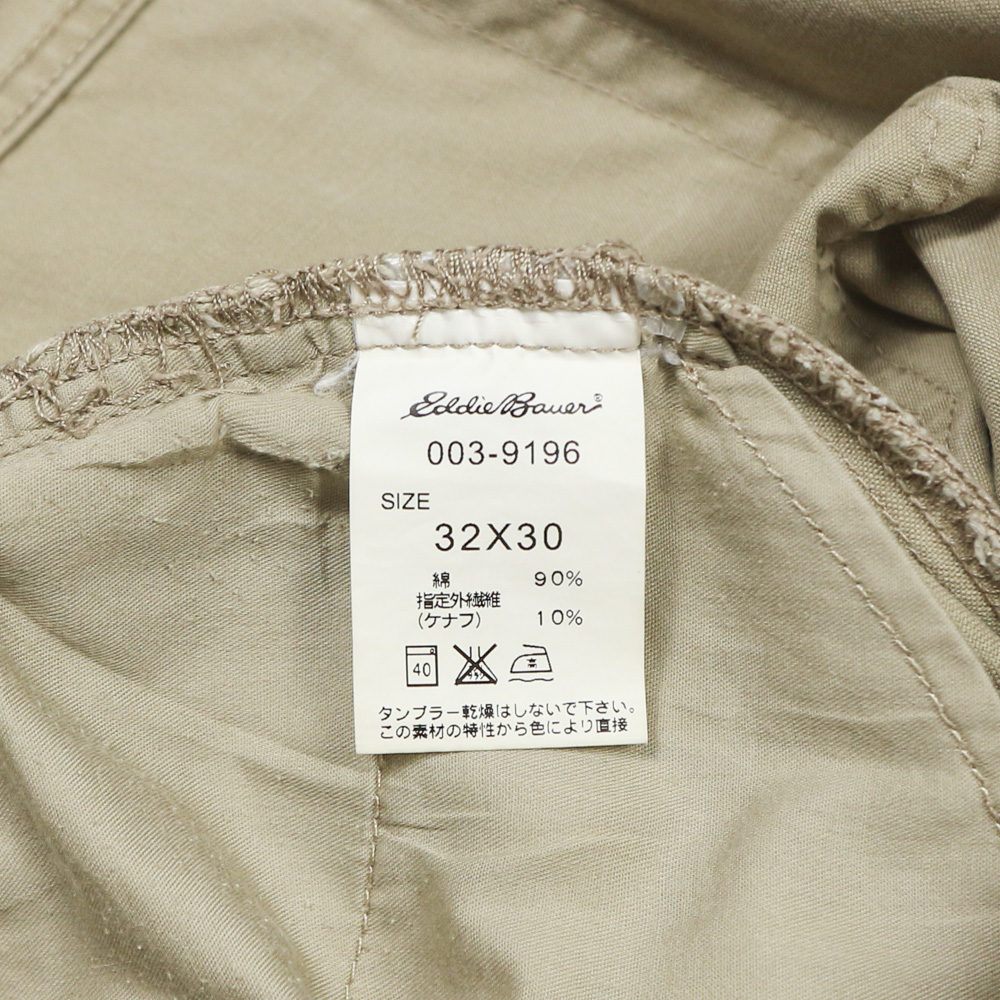 Eddie Bauer®
003-9196
SIZE
32X30
綿 90%
指定外繊維
(ケナフ) 10%
40 高
タンブラー乾燥はしないで下さい。
この素材の特性から色により直接